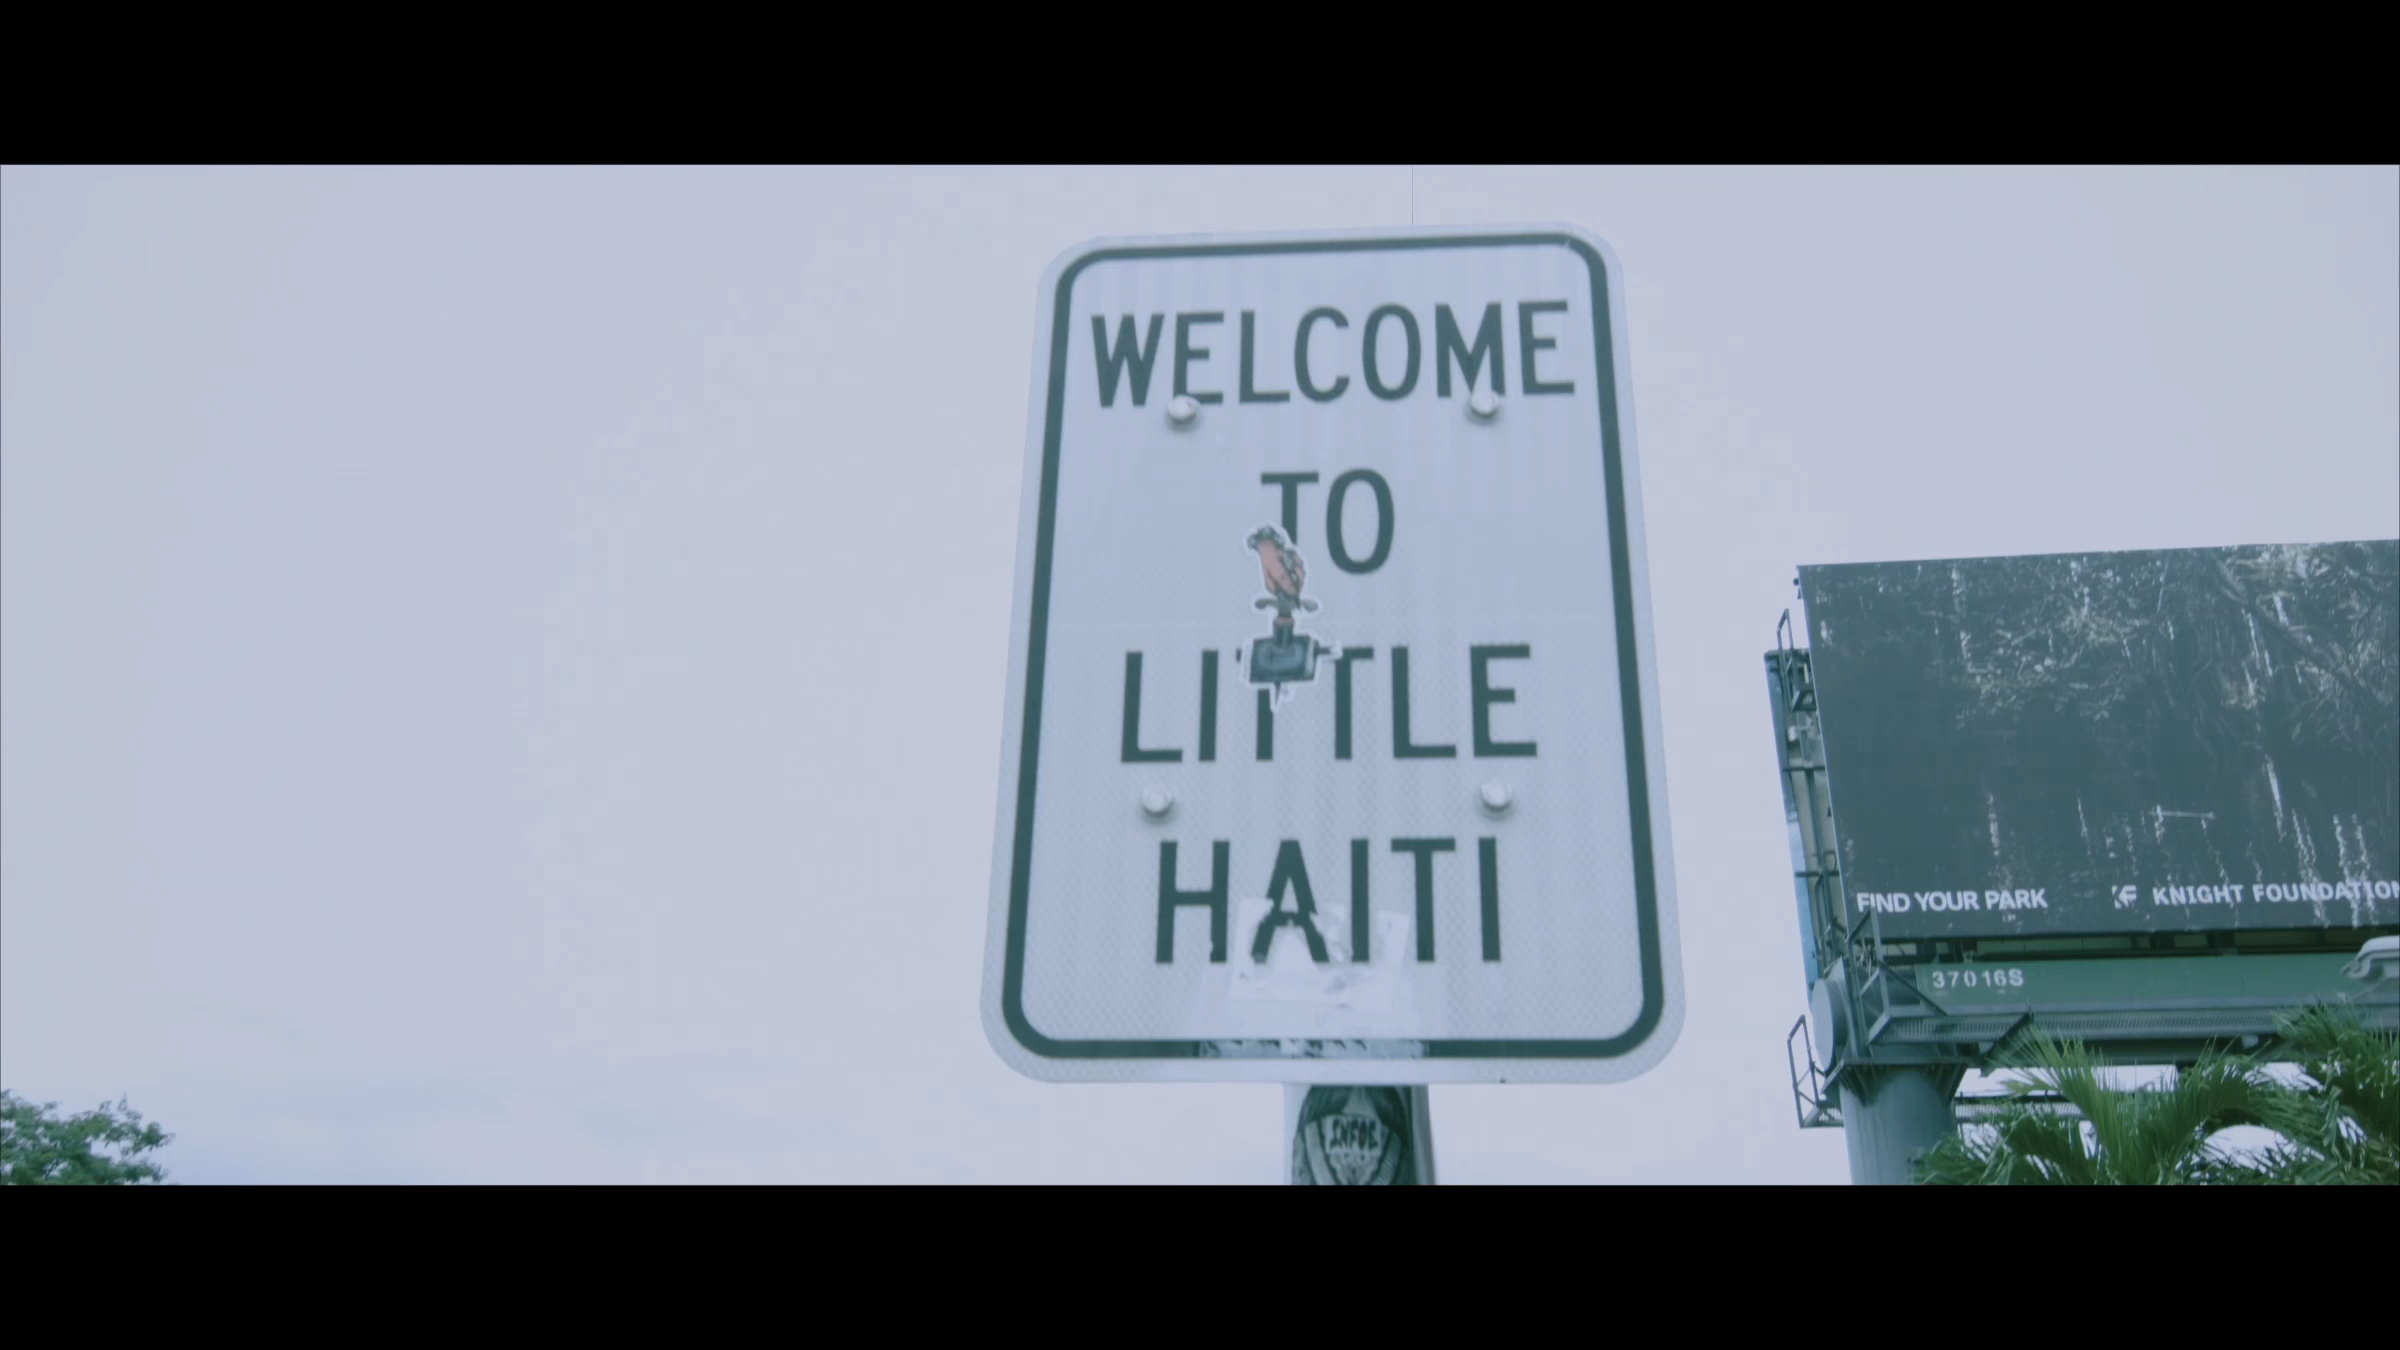 WELCOME
TO
LITTLE
HAITI
FIND YOUR PARK
KNIGHT FOUNDATION
37016S